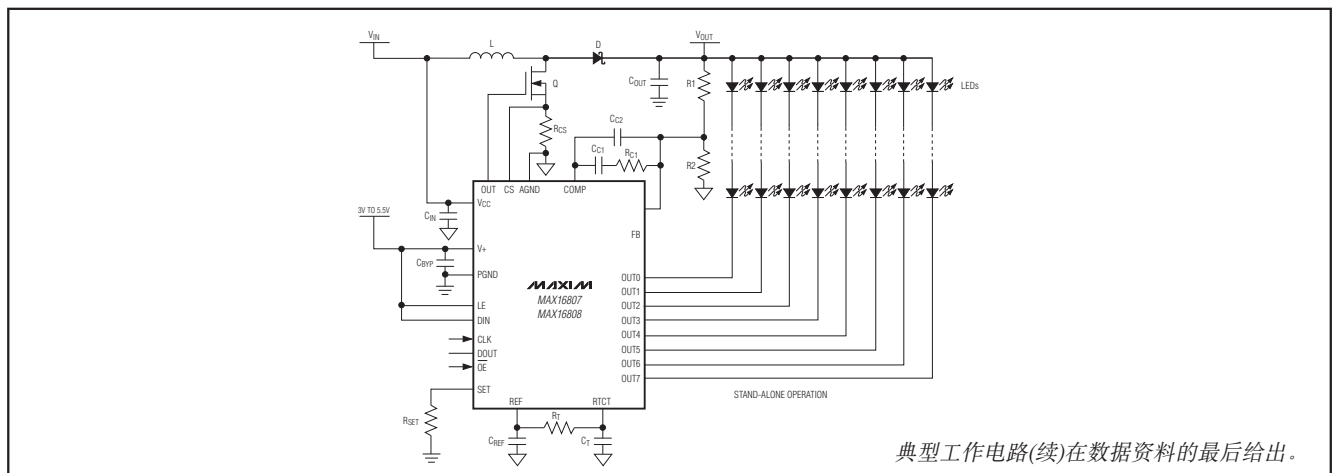 VIN
L
D
VOUT
COUT
R1
LEDs
Q
RCS
CC2
CC1
RC1
R2
OUT
CS
AGND
COMP
VCC
3V TO 5.5V
CIN
FB
V+
CBYP
PGND
MAXIM
MAX16807
MAX16808
OUT0
OUT1
OUT2
OUT3
OUT4
OUT5
OUT6
OUT7
LE
DIN
CLK
DOUT
OE
SET
STAND-ALONE OPERATION
REF
RTCT
RSET
RT
CREF
CT
典型工作电路(续)在数据资料的最后给出。